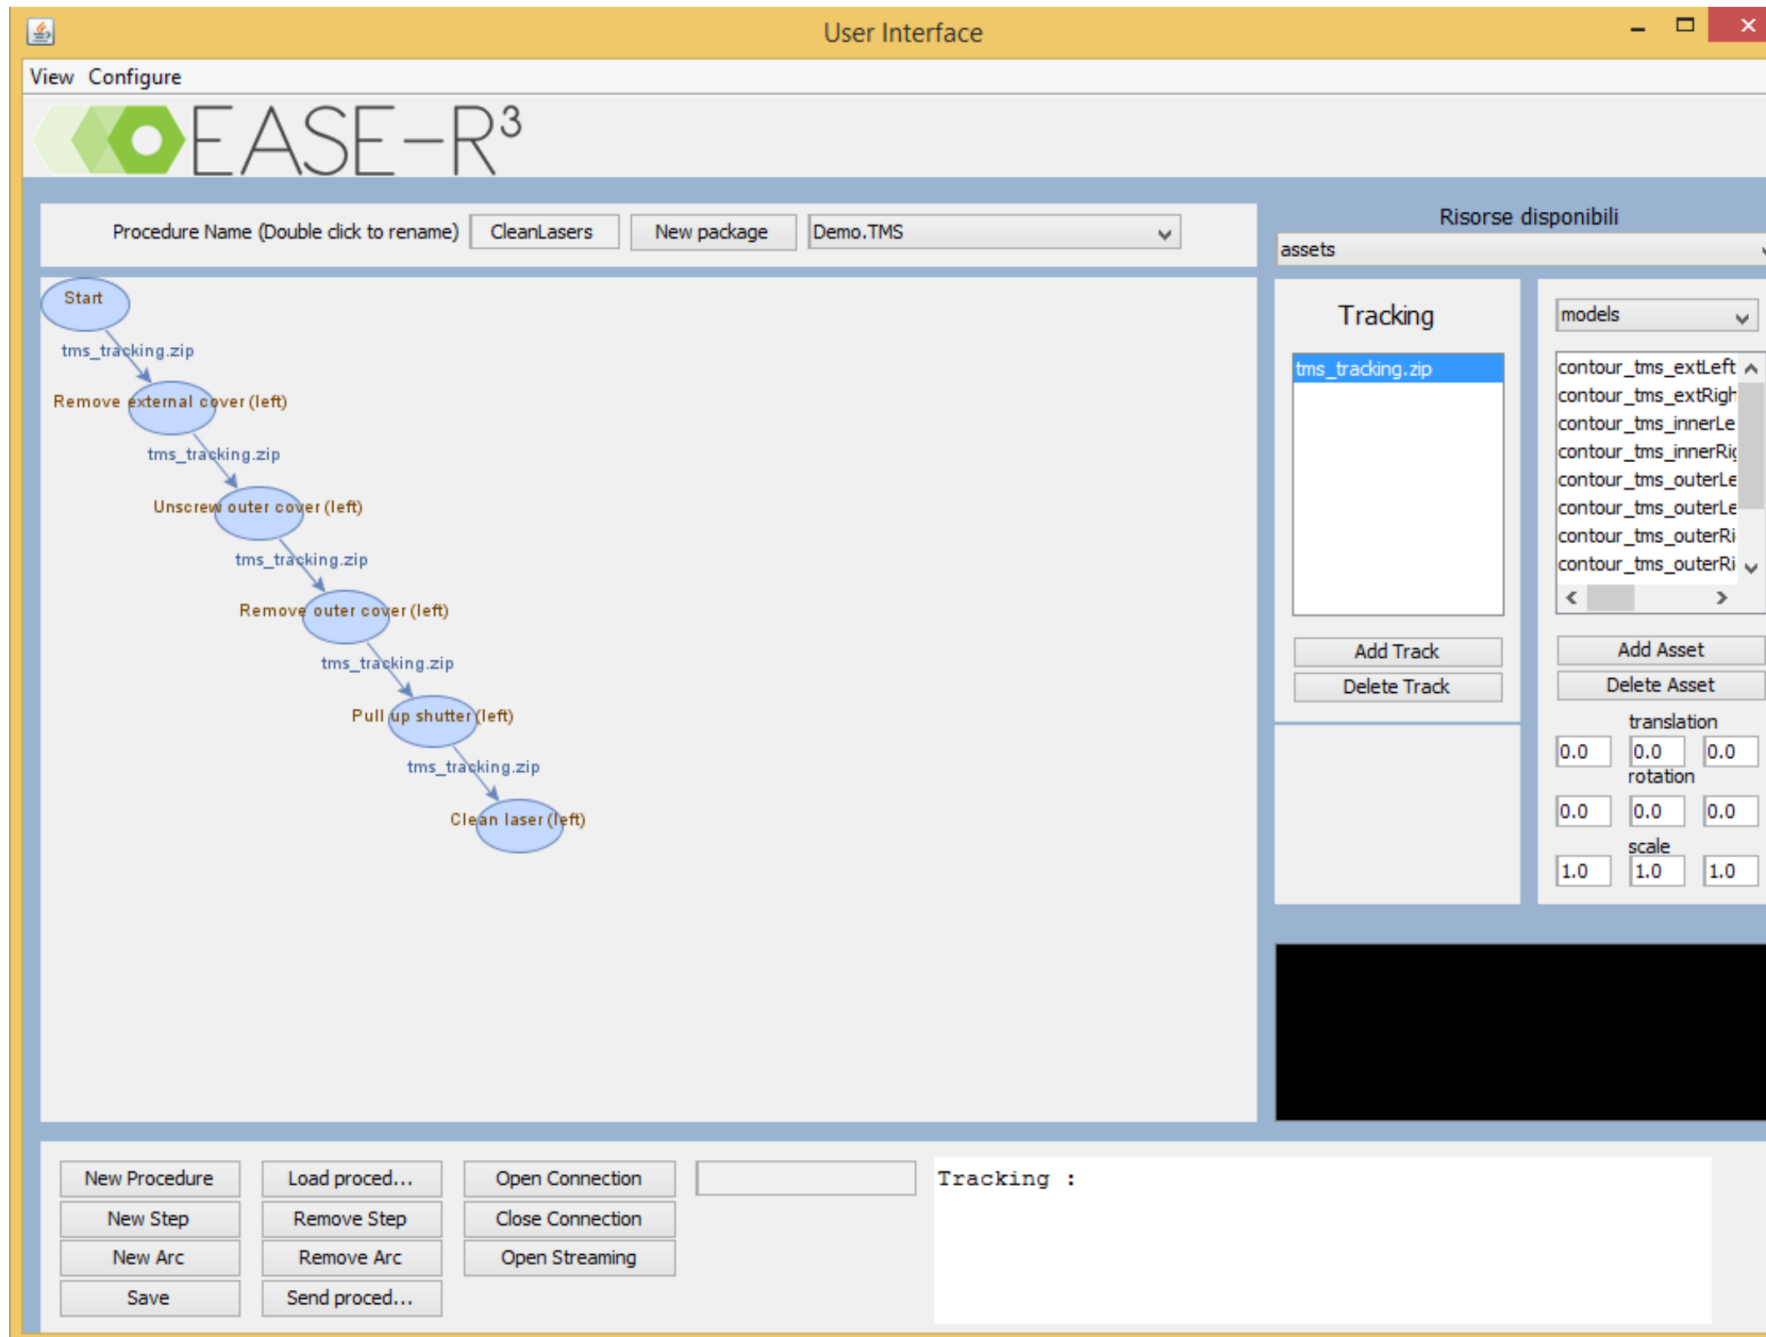 User Interface
View Configure
EASE-R³
Procedure Name (Double click to rename) CleanLasers New package Demo.TMS
Risorse disponibili
assets
Start
tms_tracking.zip
Remove external cover (left)
tms_tracking.zip
Unscrew outer cover (left)
tms_tracking.zip
Remove outer cover (left)
tms_tracking.zip
Pull up shutter (left)
tms_tracking.zip
Clean laser (left)
Tracking
tms_tracking.zip
Add Track
Delete Track
models
contour_tms_extLeft
contour_tms_extRigh
contour_tms_innerLe
contour_tms_innerRig
contour_tms_outerLe
contour_tms_outerLe
contour_tms_outerRi
contour_tms_outerRi
Add Asset
Delete Asset
translation
0.0 0.0 0.0
rotation
0.0 0.0 0.0
scale
1.0 1.0 1.0
New Procedure Load proced... Open Connection
New Step Remove Step Close Connection
New Arc Remove Arc Open Streaming
Save Send proced...
Tracking :